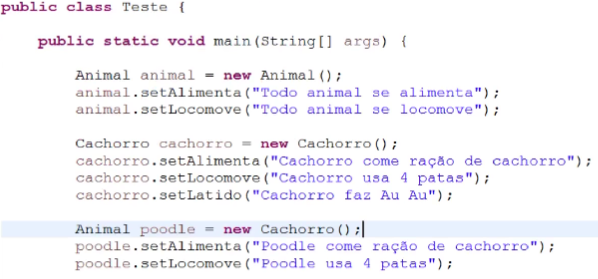 public class Teste {
public static void main(String[] args) {
Animal animal = new Animal();
animal.setAlimenta("Todo animal se alimenta");
animal.setLocomove("Todo animal se locomove");
Cachorro cachorro = new Cachorro();
cachorro.setAlimenta("Cachorro come ração de cachorro");
cachorro.setLocomove("Cachorro usa 4 patas");
cachorro.setLatido("Cachorro faz Au Au");
Animal poodle = new Cachorro();
poodle.setAlimenta("Poodle come ração de cachorro");
poodle.setLocomove("Poodle usa 4 patas");